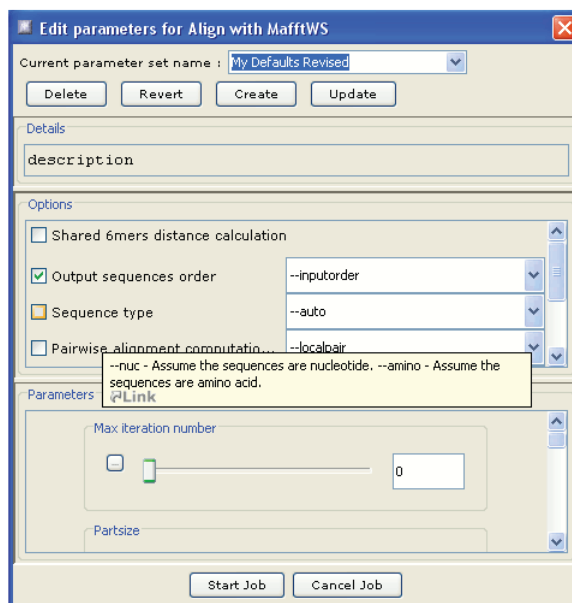 Edit parameters for Align with MafftWS
Current parameter set name : My Defaults Revised
Delete Revert Create Update
Details
description
Options
Shared 6mers distance calculation
Output sequences order --inputorder
Sequence type --auto
Pairwise alignment computatio... --localpair
--nuc - Assume the sequences are nucleotide. --amino - Assume the
sequences are amino acid.
Link
Parameters
Max iteration number
0
Partsize
Start Job Cancel Job